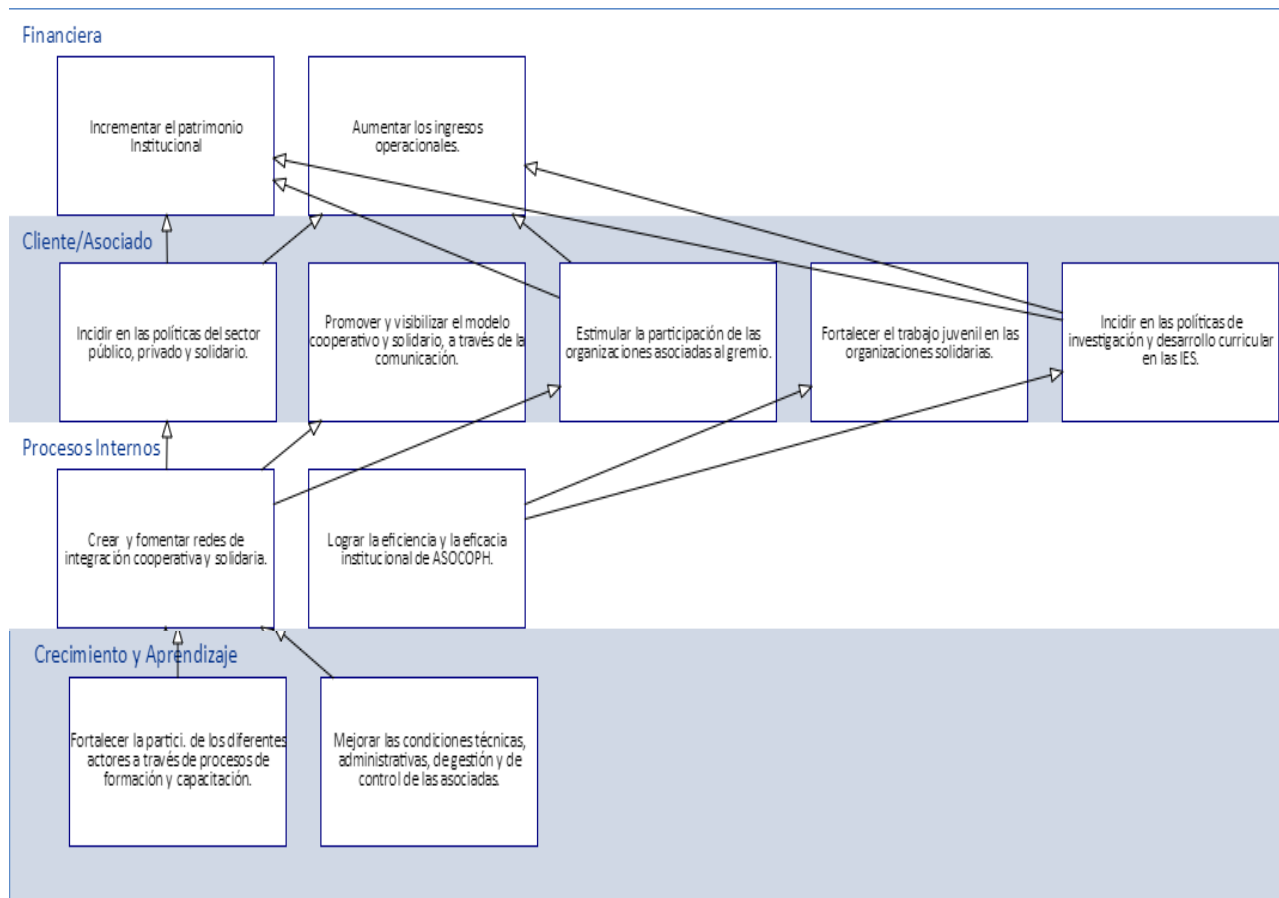 Financiera
Incrementar el patrimonio
Institucional
Aumentar los ingresos
operacionales.
Cliente/Asociado
Incidir en las políticas del sector
público, privado y solidario.
Promover y visibilizar el modelo
cooperativo y solidario, a través de la
comunicación.
Estimular la participación de las
organizaciones asociadas al gremio.
Fortalecer el trabajo juvenil en las
organizaciones solidarias.
Incidir en las políticas de
investigación y desarrollo curricular
en las IES.
Procesos Internos
Crear y fomentar redes de
integración cooperativa y solidaria.
Lograr la eficiencia y la eficacia
institucional de ASOCOPH.
Crecimiento y Aprendizaje
Fortalecer la partici. de los diferentes
actores a través de procesos de
formación y capacitación.
Mejorar las condiciones técnicas,
administrativas, de gestión y de
control de las asociadas.